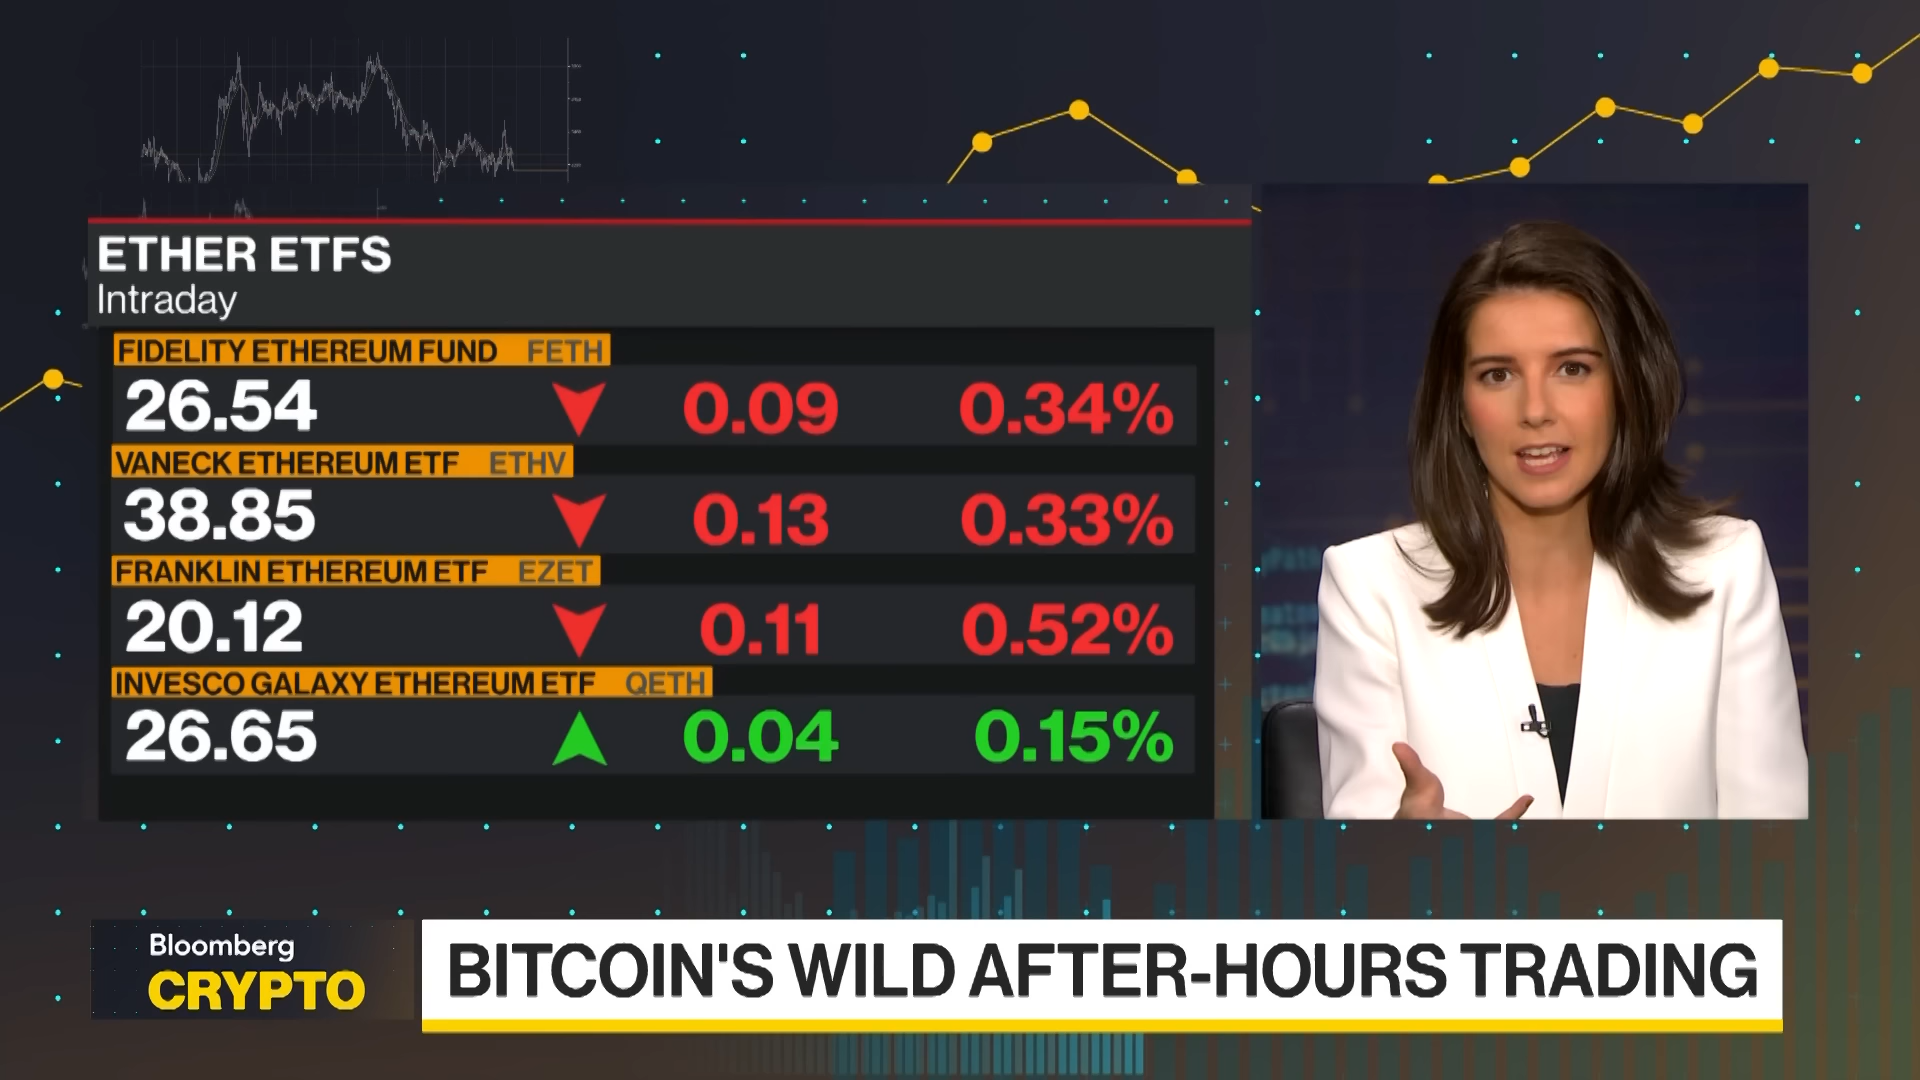 ETHER ETFS
Intraday
FIDELITY ETHEREUM FUND FETH
26.54 0.09 0.34%
VANECK ETHEREUM ETF ETHV
38.85 0.13 0.33%
FRANKLIN ETHEREUM ETF EZET
20.12 0.11 0.52%
INVESCO GALAXY ETHEREUM ETF QETH
26.65 0.04 0.15%
Bloomberg
CRYPTO
BITCOIN'S WILD AFTER-HOURS TRADING